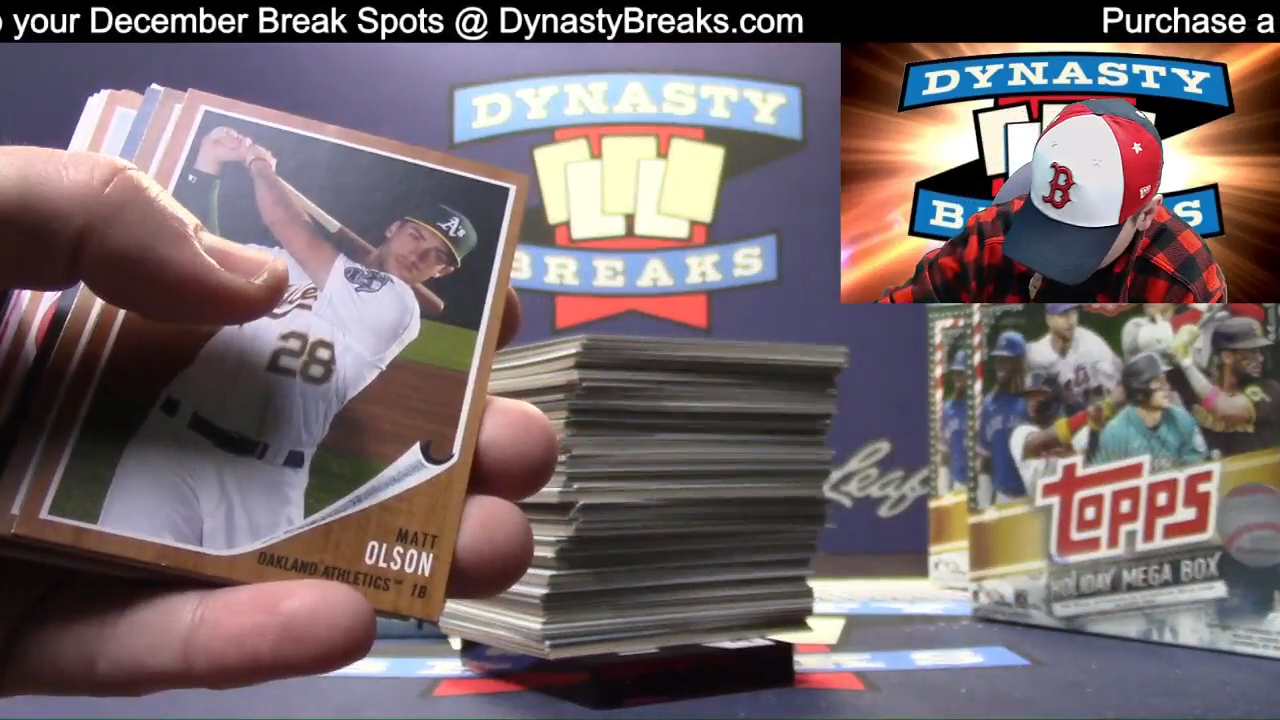 o your December Break Spots @ DynastyBreaks.com
Purchase a
DYNASTY
BREAKS
DYNASTY
B
S
B
A's
28
MATT
OLSON
OAKLAND ATHLETICS™ 1B
Leaf
TOPPS
HOLIDAY MEGA BOX